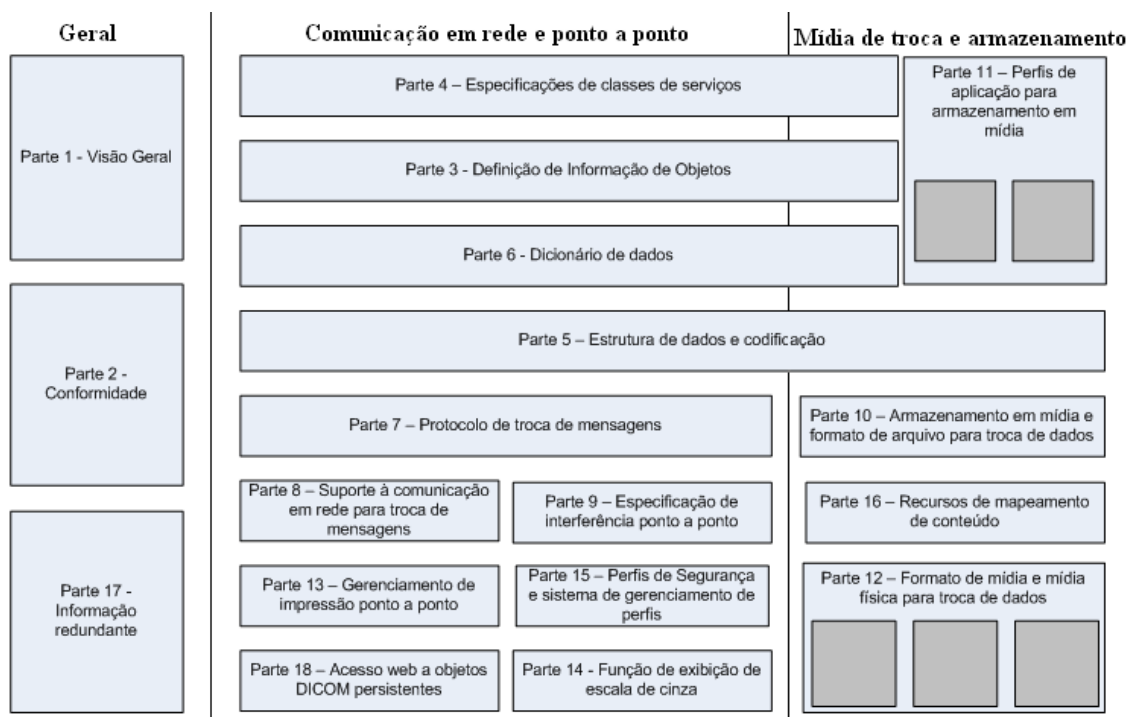 Geral
Comunicação em rede e ponto a ponto
Mídia de troca e armazenamento
Parte 1 - Visão Geral
Parte 2 -
Conformidade
Parte 17 -
Informação
redundante
Parte 4 – Especificações de classes de serviços
Parte 3 - Definição de Informação de Objetos
Parte 6 - Dicionário de dados
Parte 5 – Estrutura de dados e codificação
Parte 7 – Protocolo de troca de mensagens
Parte 8 – Suporte à comunicação
em rede para troca de
mensagens
Parte 9 – Especificação de
interferência ponto a ponto
Parte 13 – Gerenciamento de
impressão ponto a ponto
Parte 15 – Perfis de Segurança
e sistema de gerenciamento de
perfis
Parte 18 – Acesso web a objetos
DICOM persistentes
Parte 14 - Função de exibição de
escala de cinza
Parte 11 – Perfis de
aplicação para
armazenamento em
mídia
Parte 10 – Armazenamento em mídia e
formato de arquivo para troca de dados
Parte 16 – Recursos de mapeamento
de conteúdo
Parte 12 – Formato de mídia e mídia
física para troca de dados